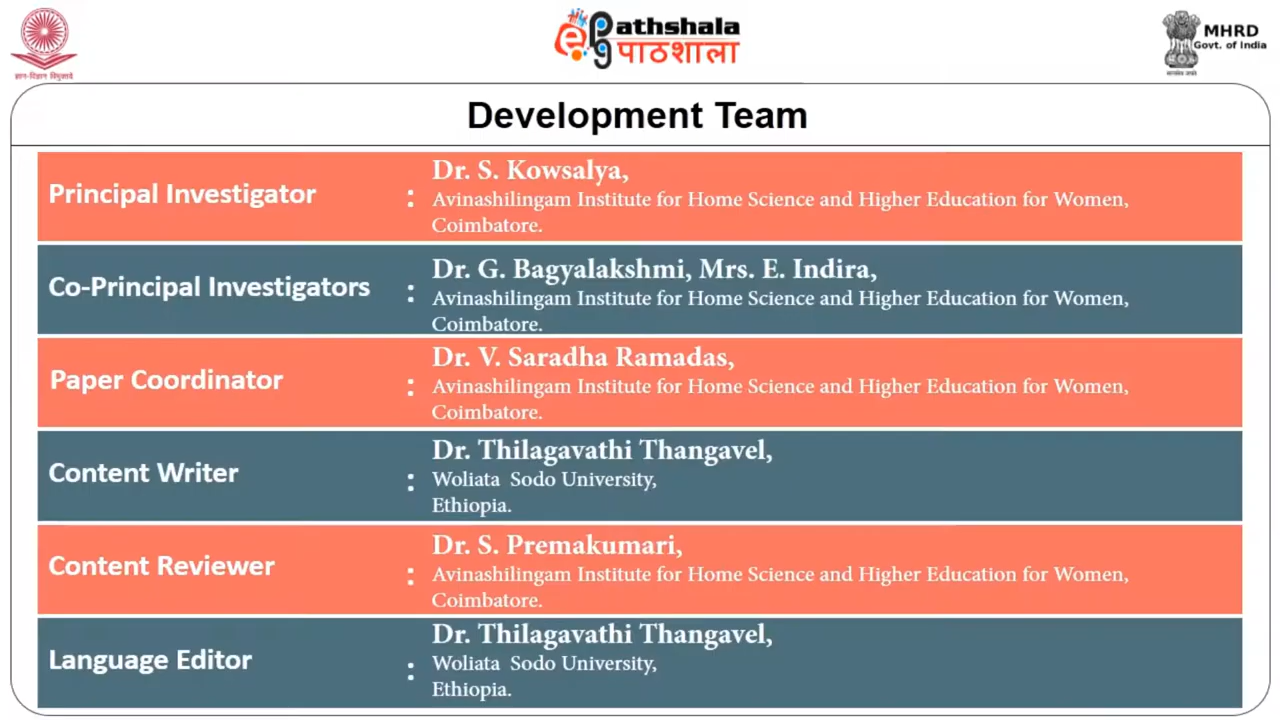 ज्ञान-विज्ञान विमुक्तये
ePathshala
पाठशाला
MHRD
Govt. of India
सत्यमेव जयते
Development Team
Principal Investigator
:
Dr. S. Kowsalya,
Avinashilingam Institute for Home Science and Higher Education for Women,
Coimbatore.
Co-Principal Investigators
:
Dr. G. Bagyalakshmi, Mrs. E. Indira,
Avinashilingam Institute for Home Science and Higher Education for Women,
Coimbatore.
Paper Coordinator
:
Dr. V. Saradha Ramadas,
Avinashilingam Institute for Home Science and Higher Education for Women,
Coimbatore.
Content Writer
:
Dr. Thilagavathi Thangavel,
Woliata Sodo University,
Ethiopia.
Content Reviewer
:
Dr. S. Premakumari,
Avinashilingam Institute for Home Science and Higher Education for Women,
Coimbatore.
Language Editor
:
Dr. Thilagavathi Thangavel,
Woliata Sodo University,
Ethiopia.